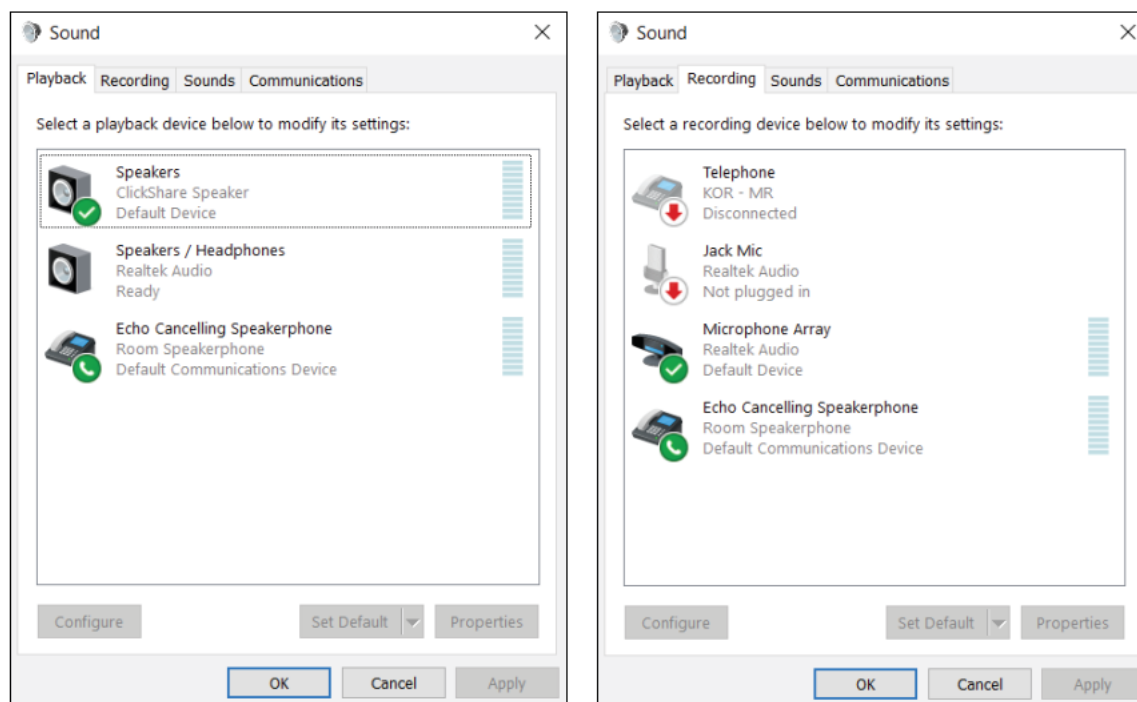 Sound
Playback Recording Sounds Communications
Select a playback device below to modify its settings:
Speakers
ClickShare Speaker
Default Device
Speakers / Headphones
Realtek Audio
Ready
Echo Cancelling Speakerphone
Room Speakerphone
Default Communications Device
Configure Set Default Properties
OK Cancel Apply
Sound
Playback Recording Sounds Communications
Select a recording device below to modify its settings:
Telephone
KOR - MR
Disconnected
Jack Mic
Realtek Audio
Not plugged in
Microphone Array
Realtek Audio
Default Device
Echo Cancelling Speakerphone
Room Speakerphone
Default Communications Device
Configure Set Default Properties
OK Cancel Apply